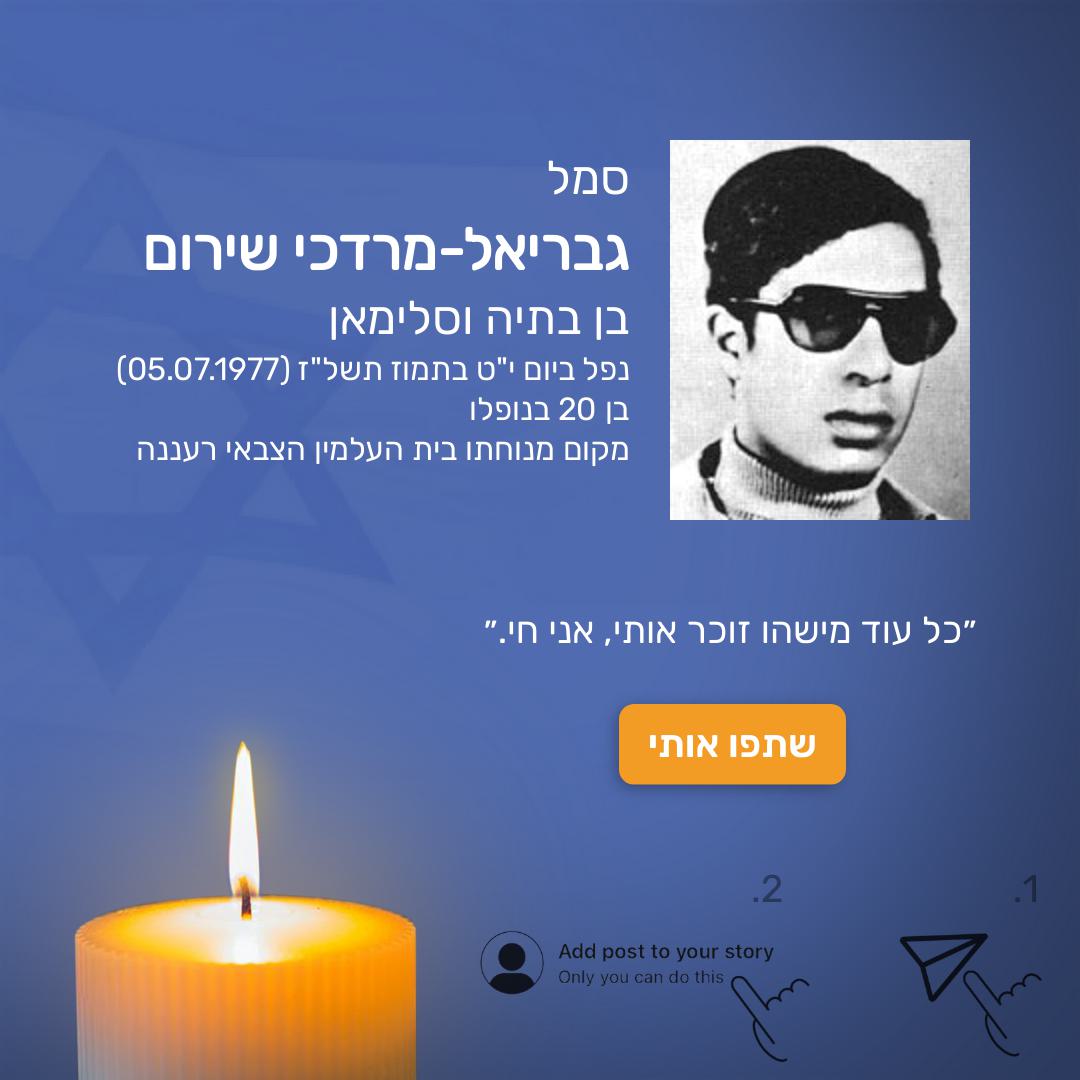 סמל
גבריאל-מרדכי שירום
בן בתיה וסלימאן
נפל ביום י"ט בתמוז תשל"ז (05.07.1977)
בן 20 בנופלו
מקום מנוחתו בית העלמין הצבאי רעננה
״כל עוד מישהו זוכר אותי, אני חי.״
שתפו אותי
1.
2.
Add post to your story
Only you can do this